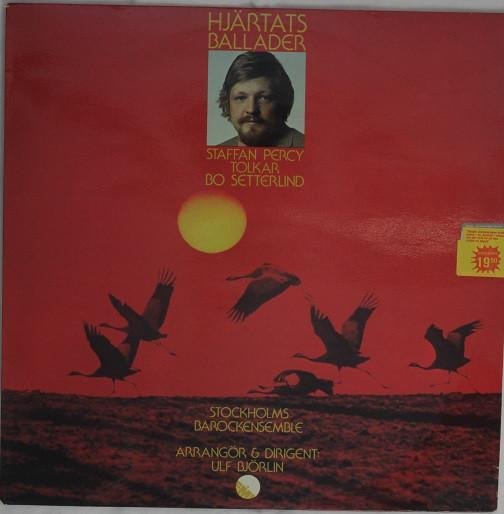 HJÄRTATS
BALLADER
STAFFAN PERCY
TOLKAR
BO SETTERLIND
19 50
STOCKHOLMS
BAROCKENSEMBLE
ARRANGÖR & DIRIGENT:
ULF BJÖRLIN